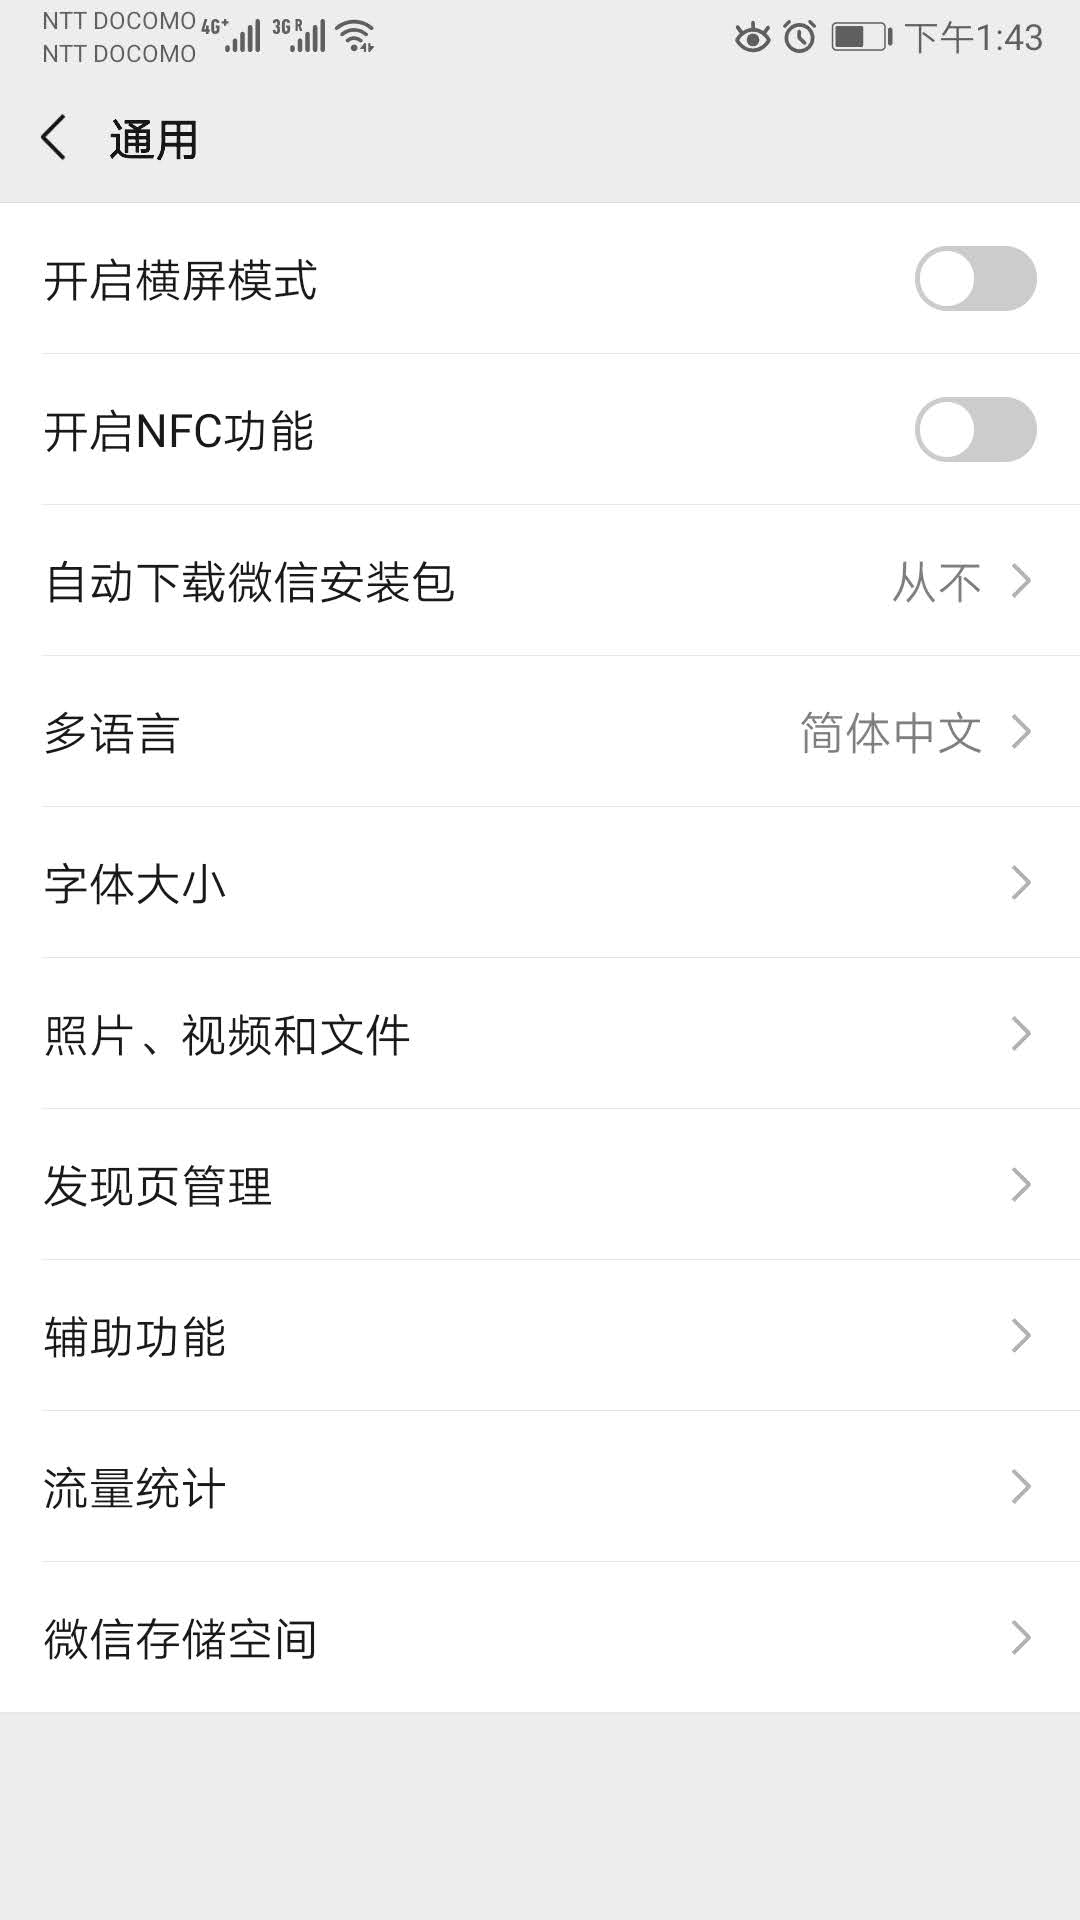 NTT DOCOMO 4G+ 3G R 下午1:43
NTT DOCOMO
通用
开启横屏模式
开启NFC功能
自动下载微信安装包 从不
多语言 简体中文
字体大小
照片、视频和文件
发现页管理
辅助功能
流量统计
微信存储空间